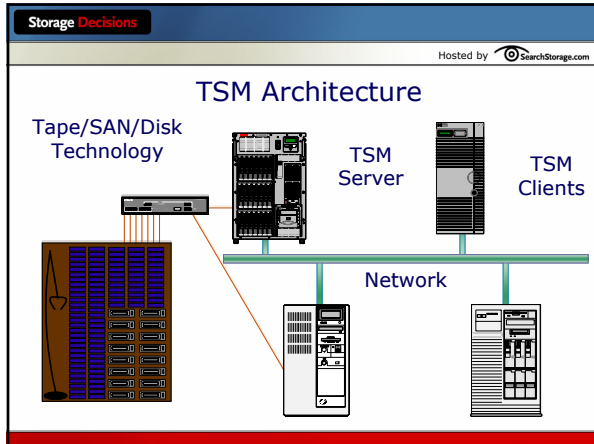 Storage Decisions
Hosted by SearchStorage.com
TSM Architecture
Tape/SAN/Disk
Technology
TSM
Server
TSM
Clients
Network